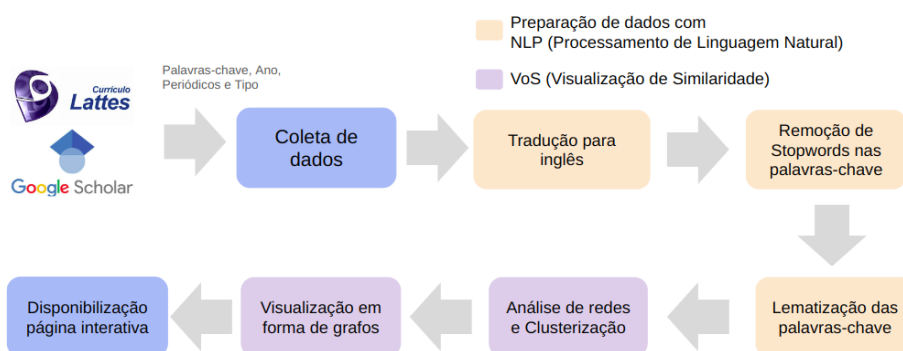 Preparação de dados com
NLP (Processamento de Linguagem Natural)
VoS (Visualização de Similaridade)
Currículo
Lattes
Google Scholar
Palavras-chave, Ano,
Periódicos e Tipo
Coleta de
dados
Tradução para
inglês
Remoção de
Stopwords nas
palavras-chave
Lematização das
palavras-chave
Análise de redes
e Clusterização
Visualização em
forma de grafos
Disponibilização
página interativa